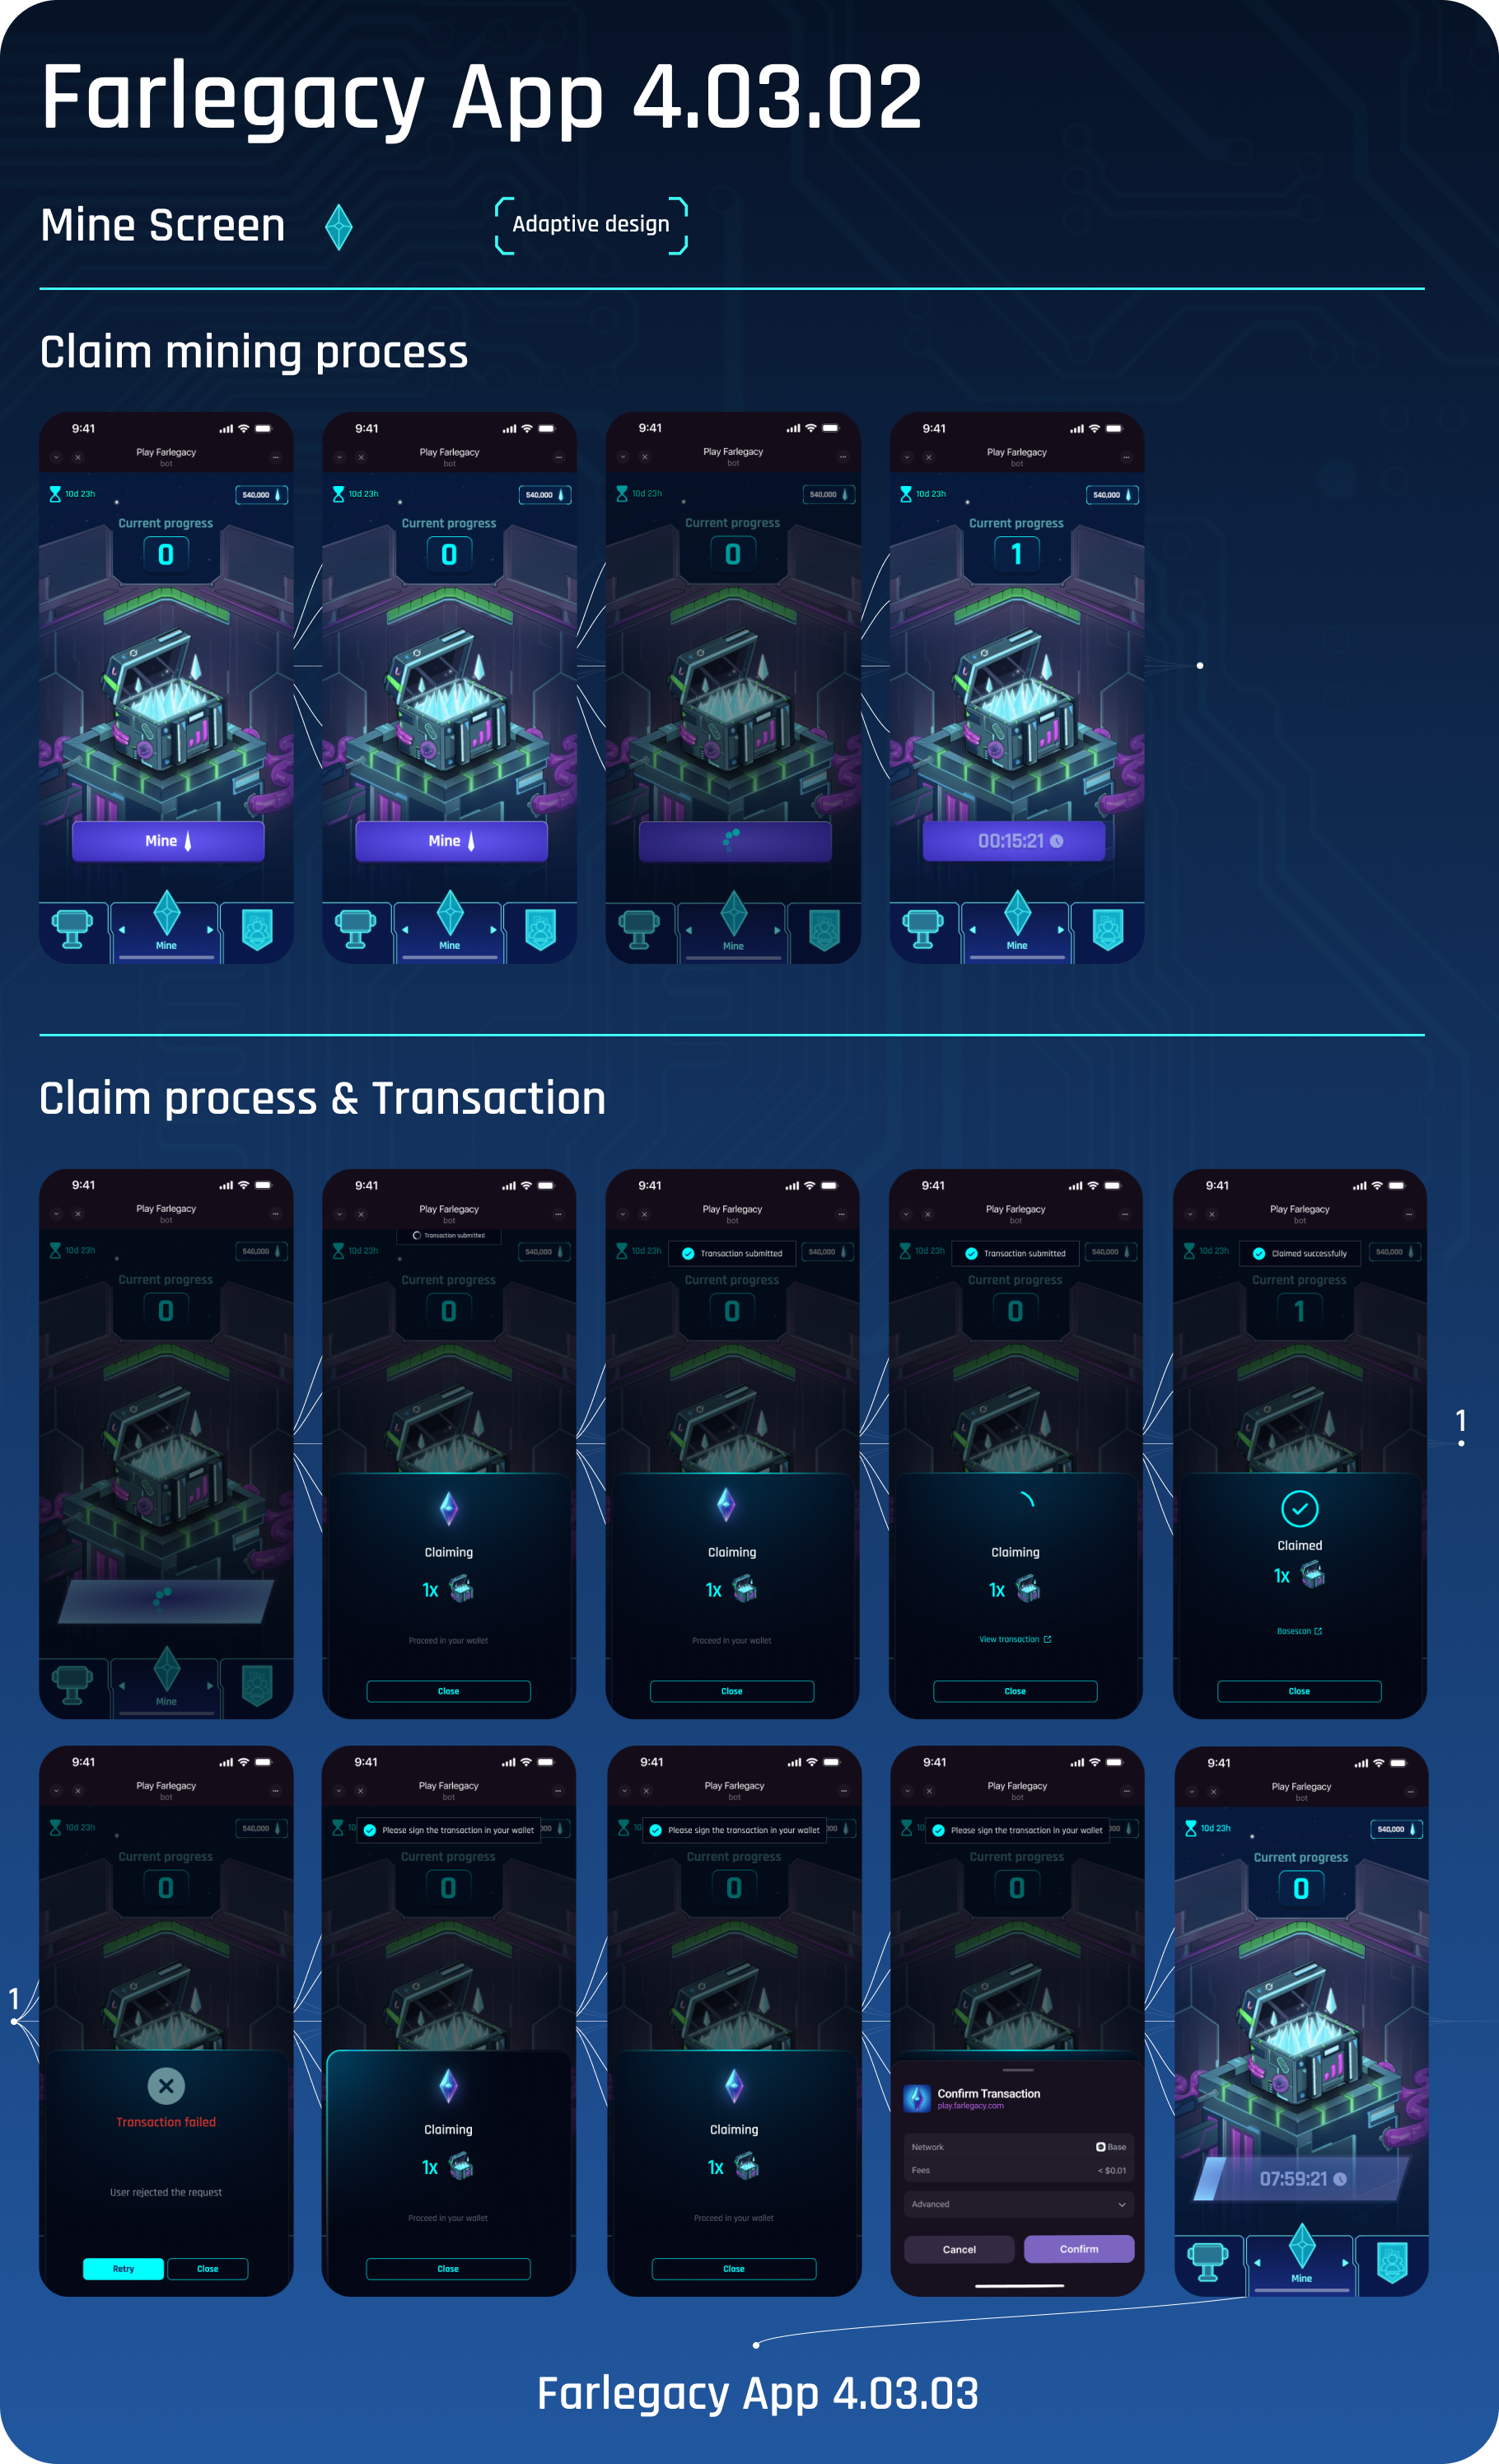 Farlegacy App 4.03.02
Mine Screen
Adaptive design
Claim mining process
9:41
Play Farlegacy
bot
10d 23h
540,000
Current progress
0
Mine
Mine
9:41
Play Farlegacy
bot
10d 23h
540,000
Current progress
0
Mine
Mine
9:41
Play Farlegacy
bot
10d 23h
540,000
Current progress
0
Mine
9:41
Play Farlegacy
bot
10d 23h
540,000
Current progress
1
00:15:21
Mine
Claim process & Transaction
9:41
Play Farlegacy
bot
10d 23h
540,000
Current progress
0
Mine
9:41
Play Farlegacy
bot
Transaction submitted
10d 23h
540,000
Current progress
0
Claiming
1x
Proceed in your wallet
Close
9:41
Play Farlegacy
bot
10d 23h
Transaction submitted
540,000
Current progress
0
Claiming
1x
Proceed in your wallet
Close
9:41
Play Farlegacy
bot
10d 23h
Transaction submitted
540,000
Current progress
0
Claiming
1x
View transaction
Close
9:41
Play Farlegacy
bot
10d 23h
Claimed successfully
540,000
Current progress
1
Claimed
1x
Basescan
Close
1
1
9:41
Play Farlegacy
bot
10d 23h
540,000
Current progress
0
Transaction failed
User rejected the request
Retry
Close
9:41
Play Farlegacy
bot
10
Please sign the transaction in your wallet
000
Current progress
0
Claiming
1x
Proceed in your wallet
Close
9:41
Play Farlegacy
bot
10
Please sign the transaction in your wallet
000
Current progress
0
Claiming
1x
Proceed in your wallet
Close
9:41
Play Farlegacy
bot
10
Please sign the transaction in your wallet
000
Current progress
0
Confirm Transaction
play.farlegacy.com
Network
Base
Fees
< $0.01
Advanced
Cancel
Confirm
9:41
Play Farlegacy
bot
10d 23h
540,000
Current progress
0
07:59:21
Mine
Farlegacy App 4.03.03